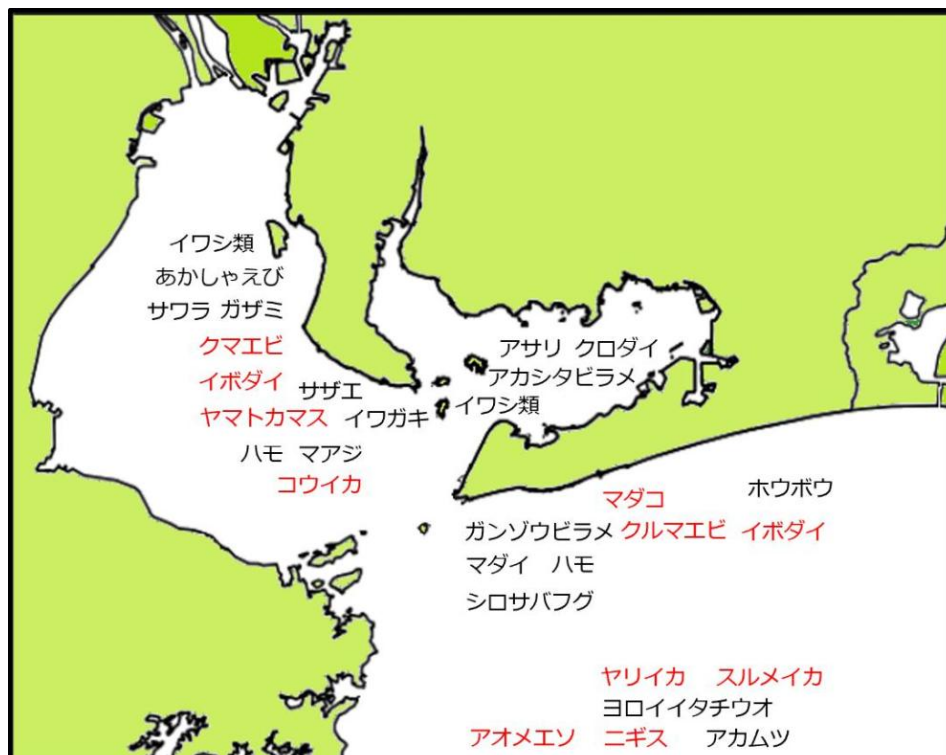 イワシ類
あかしゃえび
サワラ ガザミ
クマエビ
イボダイ
サザエ
ヤマトカマス イワガキ
ハモ マアジ
コウイカ
アサリ クロダイ
アカシタビラメ
イワシ類
マダコ ホウボウ
ガンゾウビラメ クルマエビ イボダイ
マダイ ハモ
シロサバフグ
ヤリイカ スルメイカ
ヨロイイタチウオ
アオメエソ ニギス アカムツ